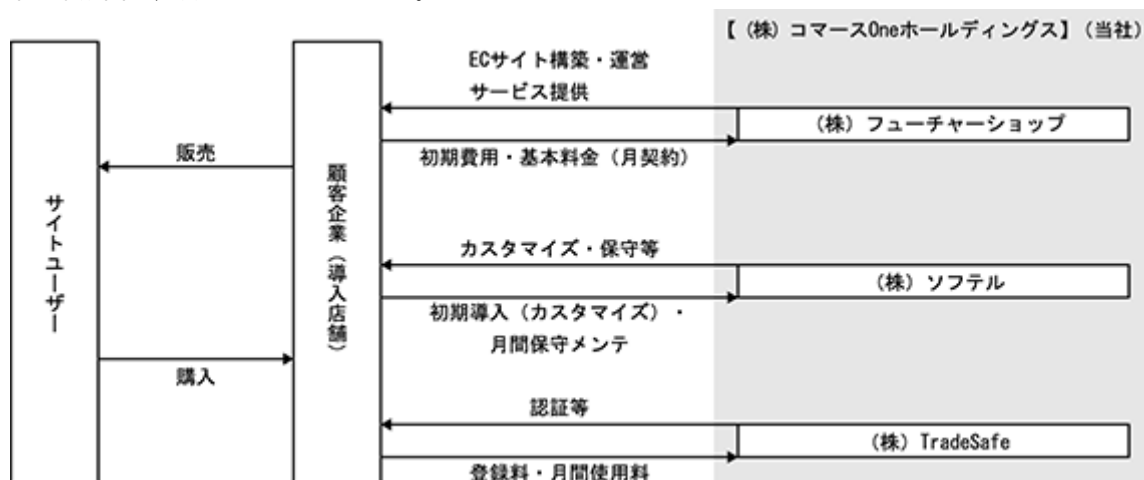 【（株）コマースOneホールディングス】（当社）
ECサイト構築・運営
サービス提供
（株）フューチャーショップ
初期費用・基本料金（月契約）
販売
サイトユーザー
顧客企業（導入店舗）
カスタマイズ・保守等
（株）ソフテル
初期導入（カスタマイズ）・
月間保守メンテ
購入
認証等
（株）TradeSafe
登録料・月間使用料